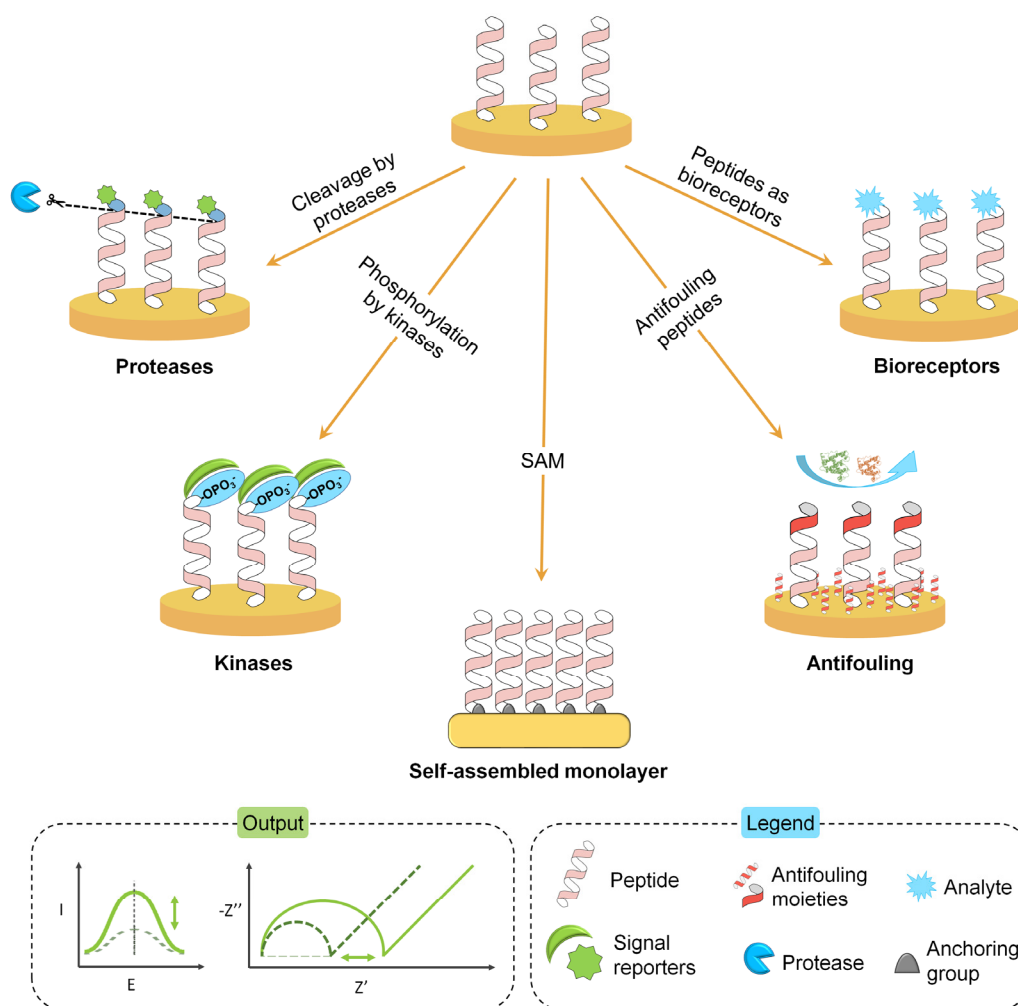 Cleavage by
proteases
Peptides as
bioreceptors
Phosphorylation
by kinases
Antifouling
peptides
SAM
Proteases
Bioreceptors
-OPO₃⁻
-OPO₃⁻
-OPO₃⁻
Kinases
Antifouling
Self-assembled monolayer
Output
I
E
-Z''
Z'
Legend
Peptide
Antifouling
moieties
Analyte
Signal
reporters
Protease
Anchoring
group